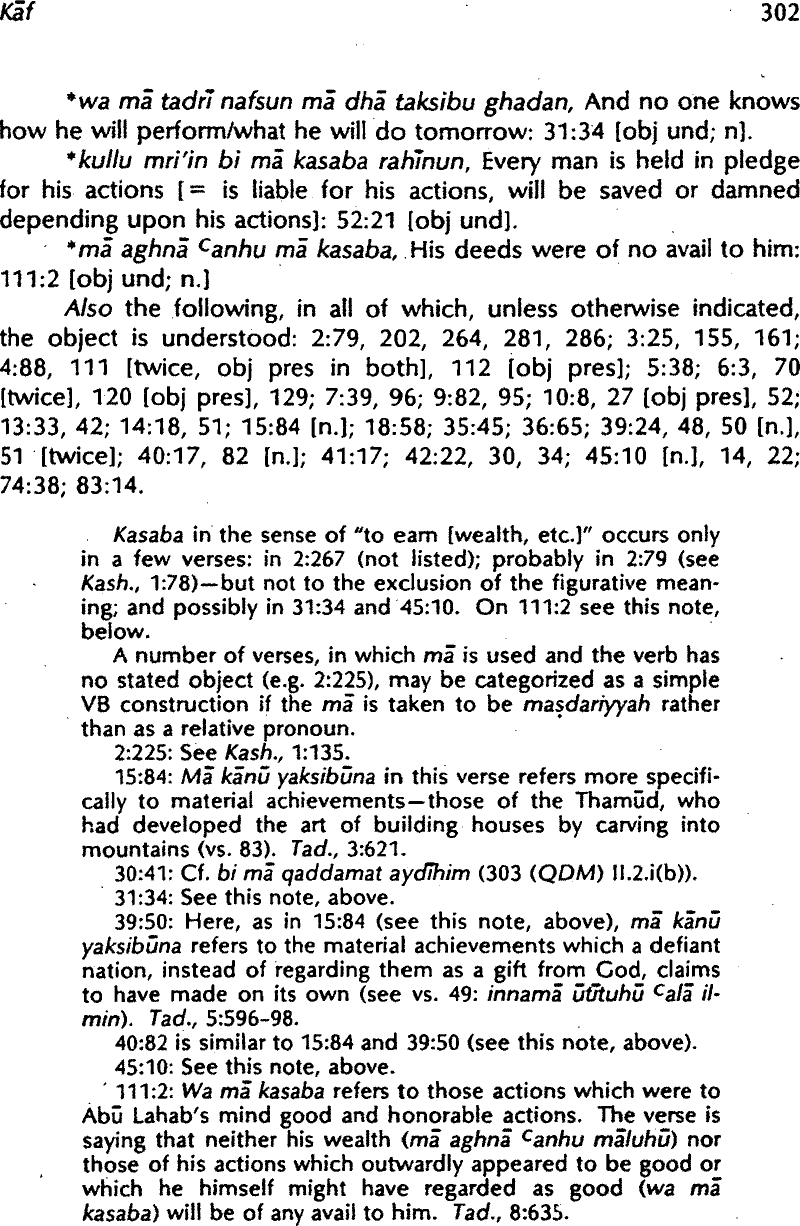 Kāf 302
*wa mā tadrī nafsun mā dhā taksibu ghadan, And no one knows
how he will perform/what he will do tomorrow: 31:34 [obj und; n].
*kullu mri'in bi mā kasaba rahīnun, Every man is held in pledge
for his actions [= is liable for his actions, will be saved or damned
depending upon his actions]: 52:21 [obj und].
*mā aghnā ᶜanhu mā kasaba, His deeds were of no avail to him:
111:2 [obj und; n.]
Also the following, in all of which, unless otherwise indicated,
the object is understood: 2:79, 202, 264, 281, 286; 3:25, 155, 161;
4:88, 111 [twice, obj pres in both], 112 [obj pres]; 5:38; 6:3, 70
[twice], 120 [obj pres], 129; 7:39, 96; 9:82, 95; 10:8, 27 [obj pres], 52;
13:33, 42; 14:18, 51; 15:84 [n.]; 18:58; 35:45; 36:65; 39:24, 48, 50 [n.],
51 [twice]; 40:17, 82 [n.]; 41:17; 42:22, 30, 34; 45:10 [n.], 14, 22;
74:38; 83:14.
Kasaba in the sense of "to earn [wealth, etc.]" occurs only
in a few verses: in 2:267 (not listed); probably in 2:79 (see
Kash., 1:78)—but not to the exclusion of the figurative mean-
ing; and possibly in 31:34 and 45:10. On 111:2 see this note,
below.
A number of verses, in which mā is used and the verb has
no stated object (e.g. 2:225), may be categorized as a simple
VB construction if the mā is taken to be maṣdariyyah rather
than as a relative pronoun.
2:225: See Kash., 1:135.
15:84: Mā kānū yaksibūna in this verse refers more specifi-
cally to material achievements—those of the Thamūd, who
had developed the art of building houses by carving into
mountains (vs. 83). Tad., 3:621.
30:41: Cf. bi mā qaddamat aydīhim (303 (QDM) II.2.i(b)).
31:34: See this note, above.
39:50: Here, as in 15:84 (see this note, above), mā kānū
yaksibūna refers to the material achievements which a defiant
nation, instead of regarding them as a gift from God, claims
to have made on its own (see vs. 49: innamā ūtītuhū ᶜalā il-
min). Tad., 5:596-98.
40:82 is similar to 15:84 and 39:50 (see this note, above).
45:10: See this note, above.
111:2: Wa mā kasaba refers to those actions which were to
Abū Lahab's mind good and honorable actions. The verse is
saying that neither his wealth (mā aghnā ᶜanhu māluhū) nor
those of his actions which outwardly appeared to be good or
which he himself might have regarded as good (wa mā
kasaba) will be of any avail to him. Tad., 8:635.